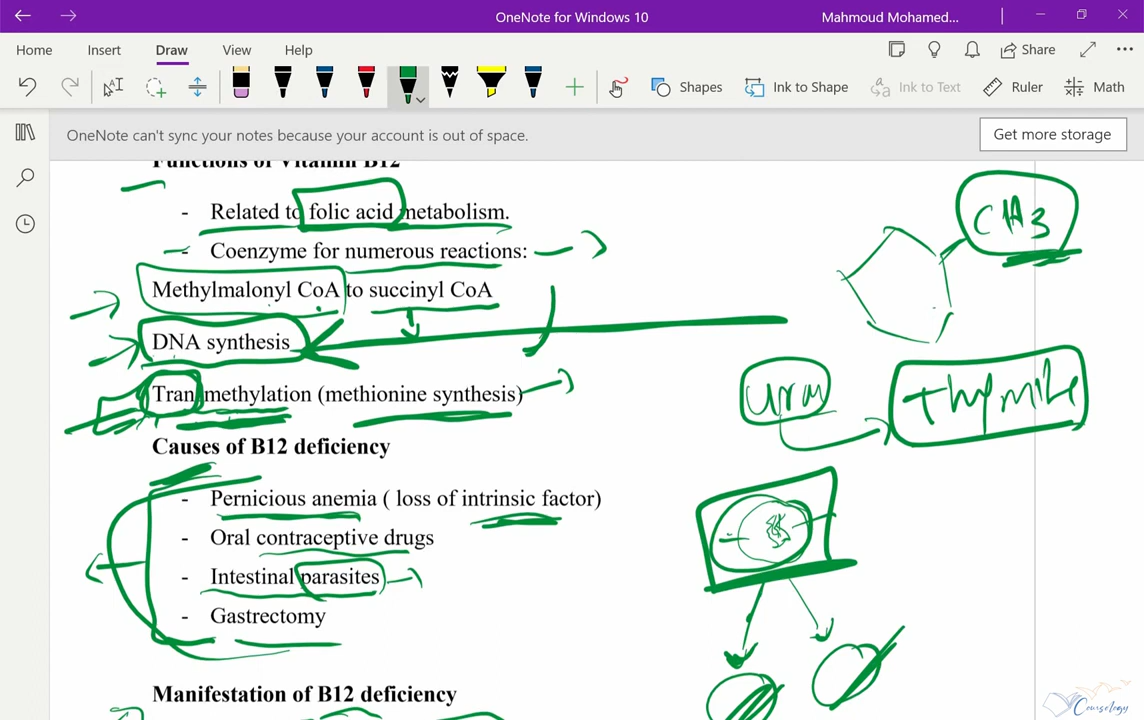 OneNote for Windows 10
Mahmoud Mohamed...
Home Insert Draw View Help Share
Shapes Ink to Shape Ink to Text Ruler Math
OneNote can't sync your notes because your account is out of space. Get more storage
Functions of Vitamin B12
- Related to folic acid metabolism.
- Coenzyme for numerous reactions:
Methylmalonyl CoA to succinyl CoA
DNA synthesis
Transmethylation (methionine synthesis)
Causes of B12 deficiency
- Pernicious anemia ( loss of intrinsic factor)
- Oral contraceptive drugs
- Intestinal parasites
- Gastrectomy
Manifestation of B12 deficiency
CH3
Coursology